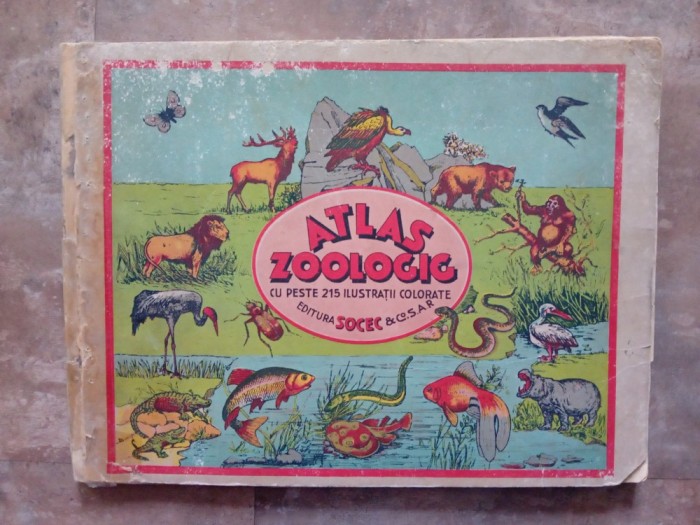 ATLAS
ZOOLOGIC
CU PESTE 215 ILUSTRAȚII COLORATE
EDITURA SOCEC & Co. S.A.R